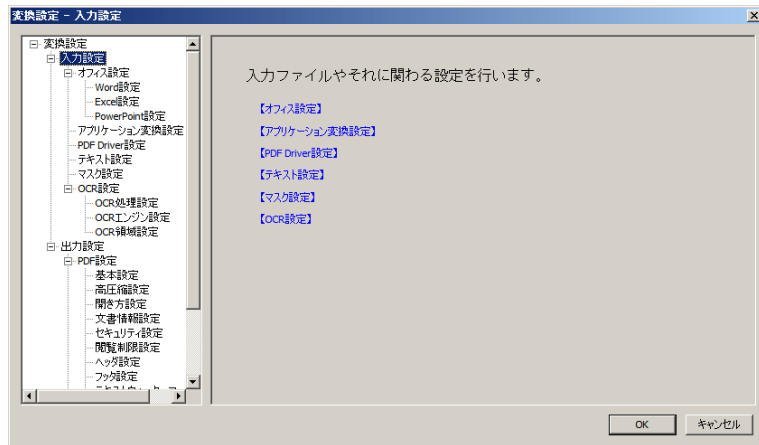 変換設定 - 入力設定
変換設定
入力設定
オフィス設定
Word設定
Excel設定
PowerPoint設定
アプリケーション変換設定
PDF Driver設定
テキスト設定
マスク設定
OCR設定
OCR処理設定
OCRエンジン設定
OCR領域設定
出力設定
PDF設定
基本設定
高圧縮設定
開き方設定
文書情報設定
セキュリティ設定
閲覧制限設定
ヘッダ設定
フッタ設定
入力ファイルやそれに関わる設定を行います。
【オフィス設定】
【アプリケーション変換設定】
【PDF Driver設定】
【テキスト設定】
【マスク設定】
【OCR設定】
OK
キャンセル